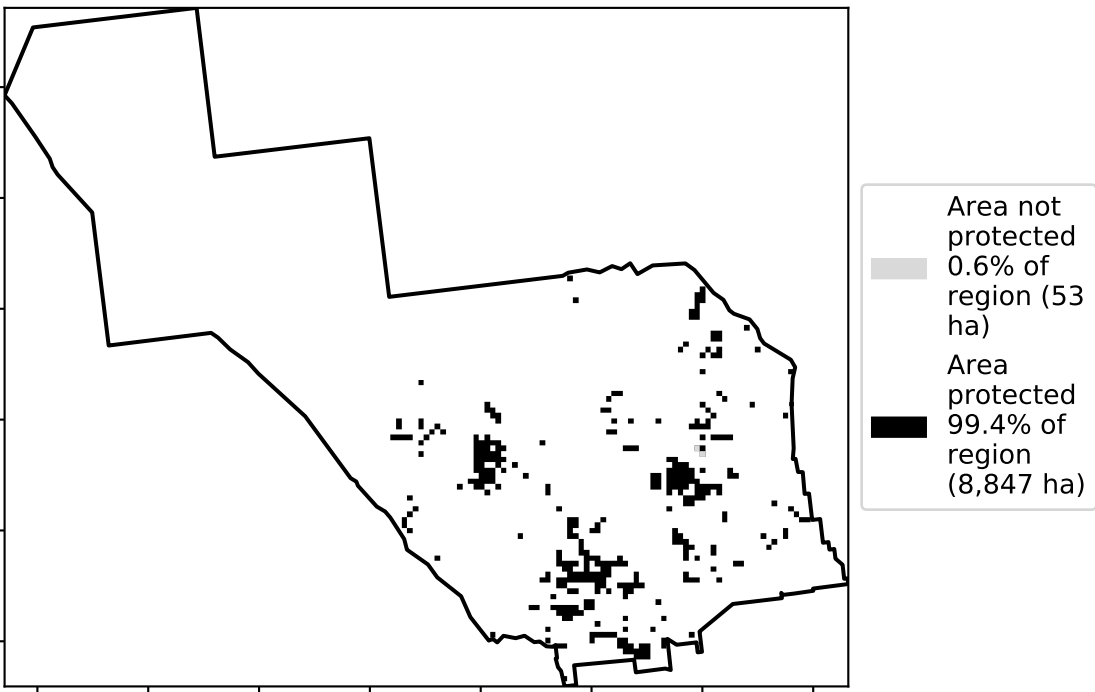 Area not
protected
0.6% of
region (53
ha)
Area
protected
99.4% of
region
(8,847 ha)